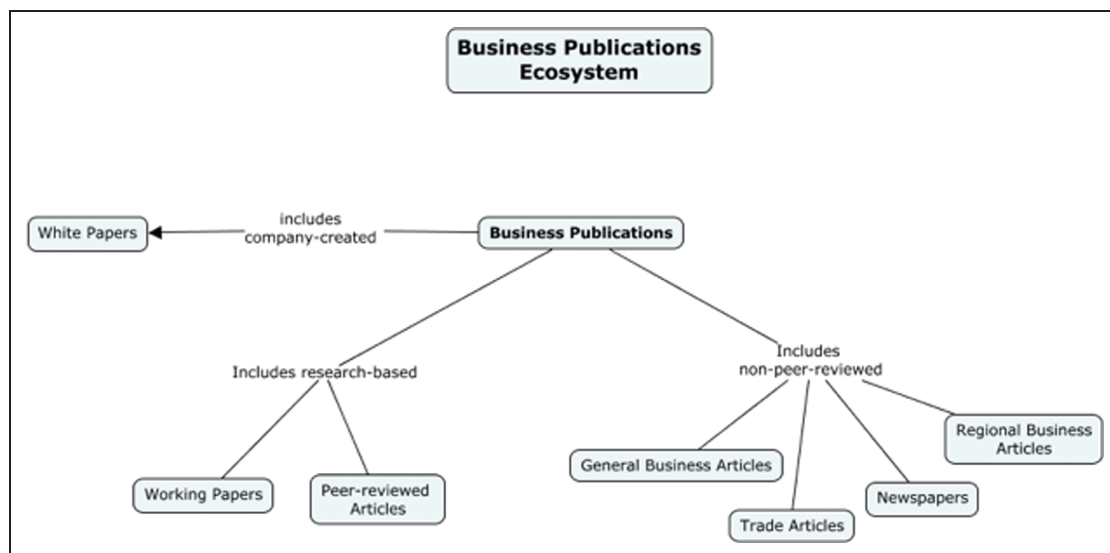 Business Publications
Ecosystem
White Papers
includes
company-created
Business Publications
Includes research-based
Includes
non-peer-reviewed
Working Papers
Peer-reviewed
Articles
General Business Articles
Trade Articles
Newspapers
Regional Business
Articles